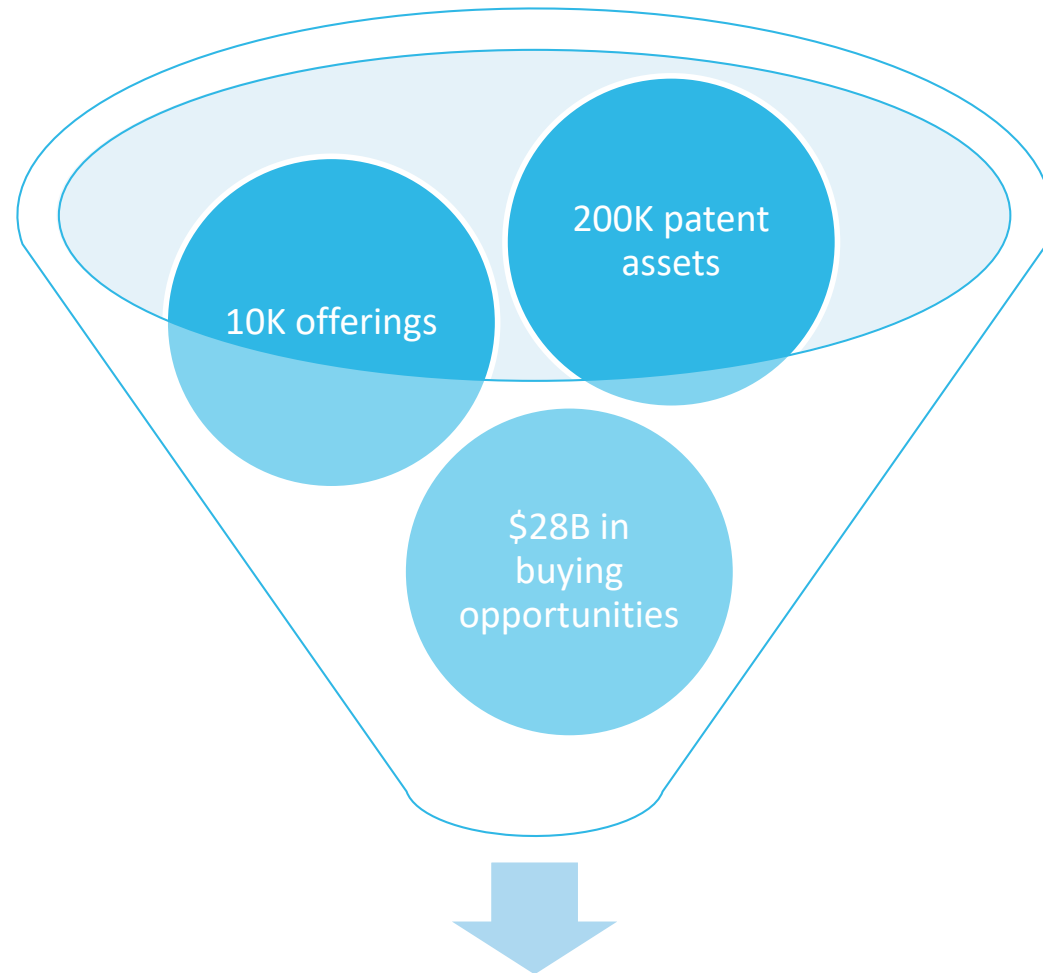 200K patent
assets
10K offerings
$28B in
buying
opportunities